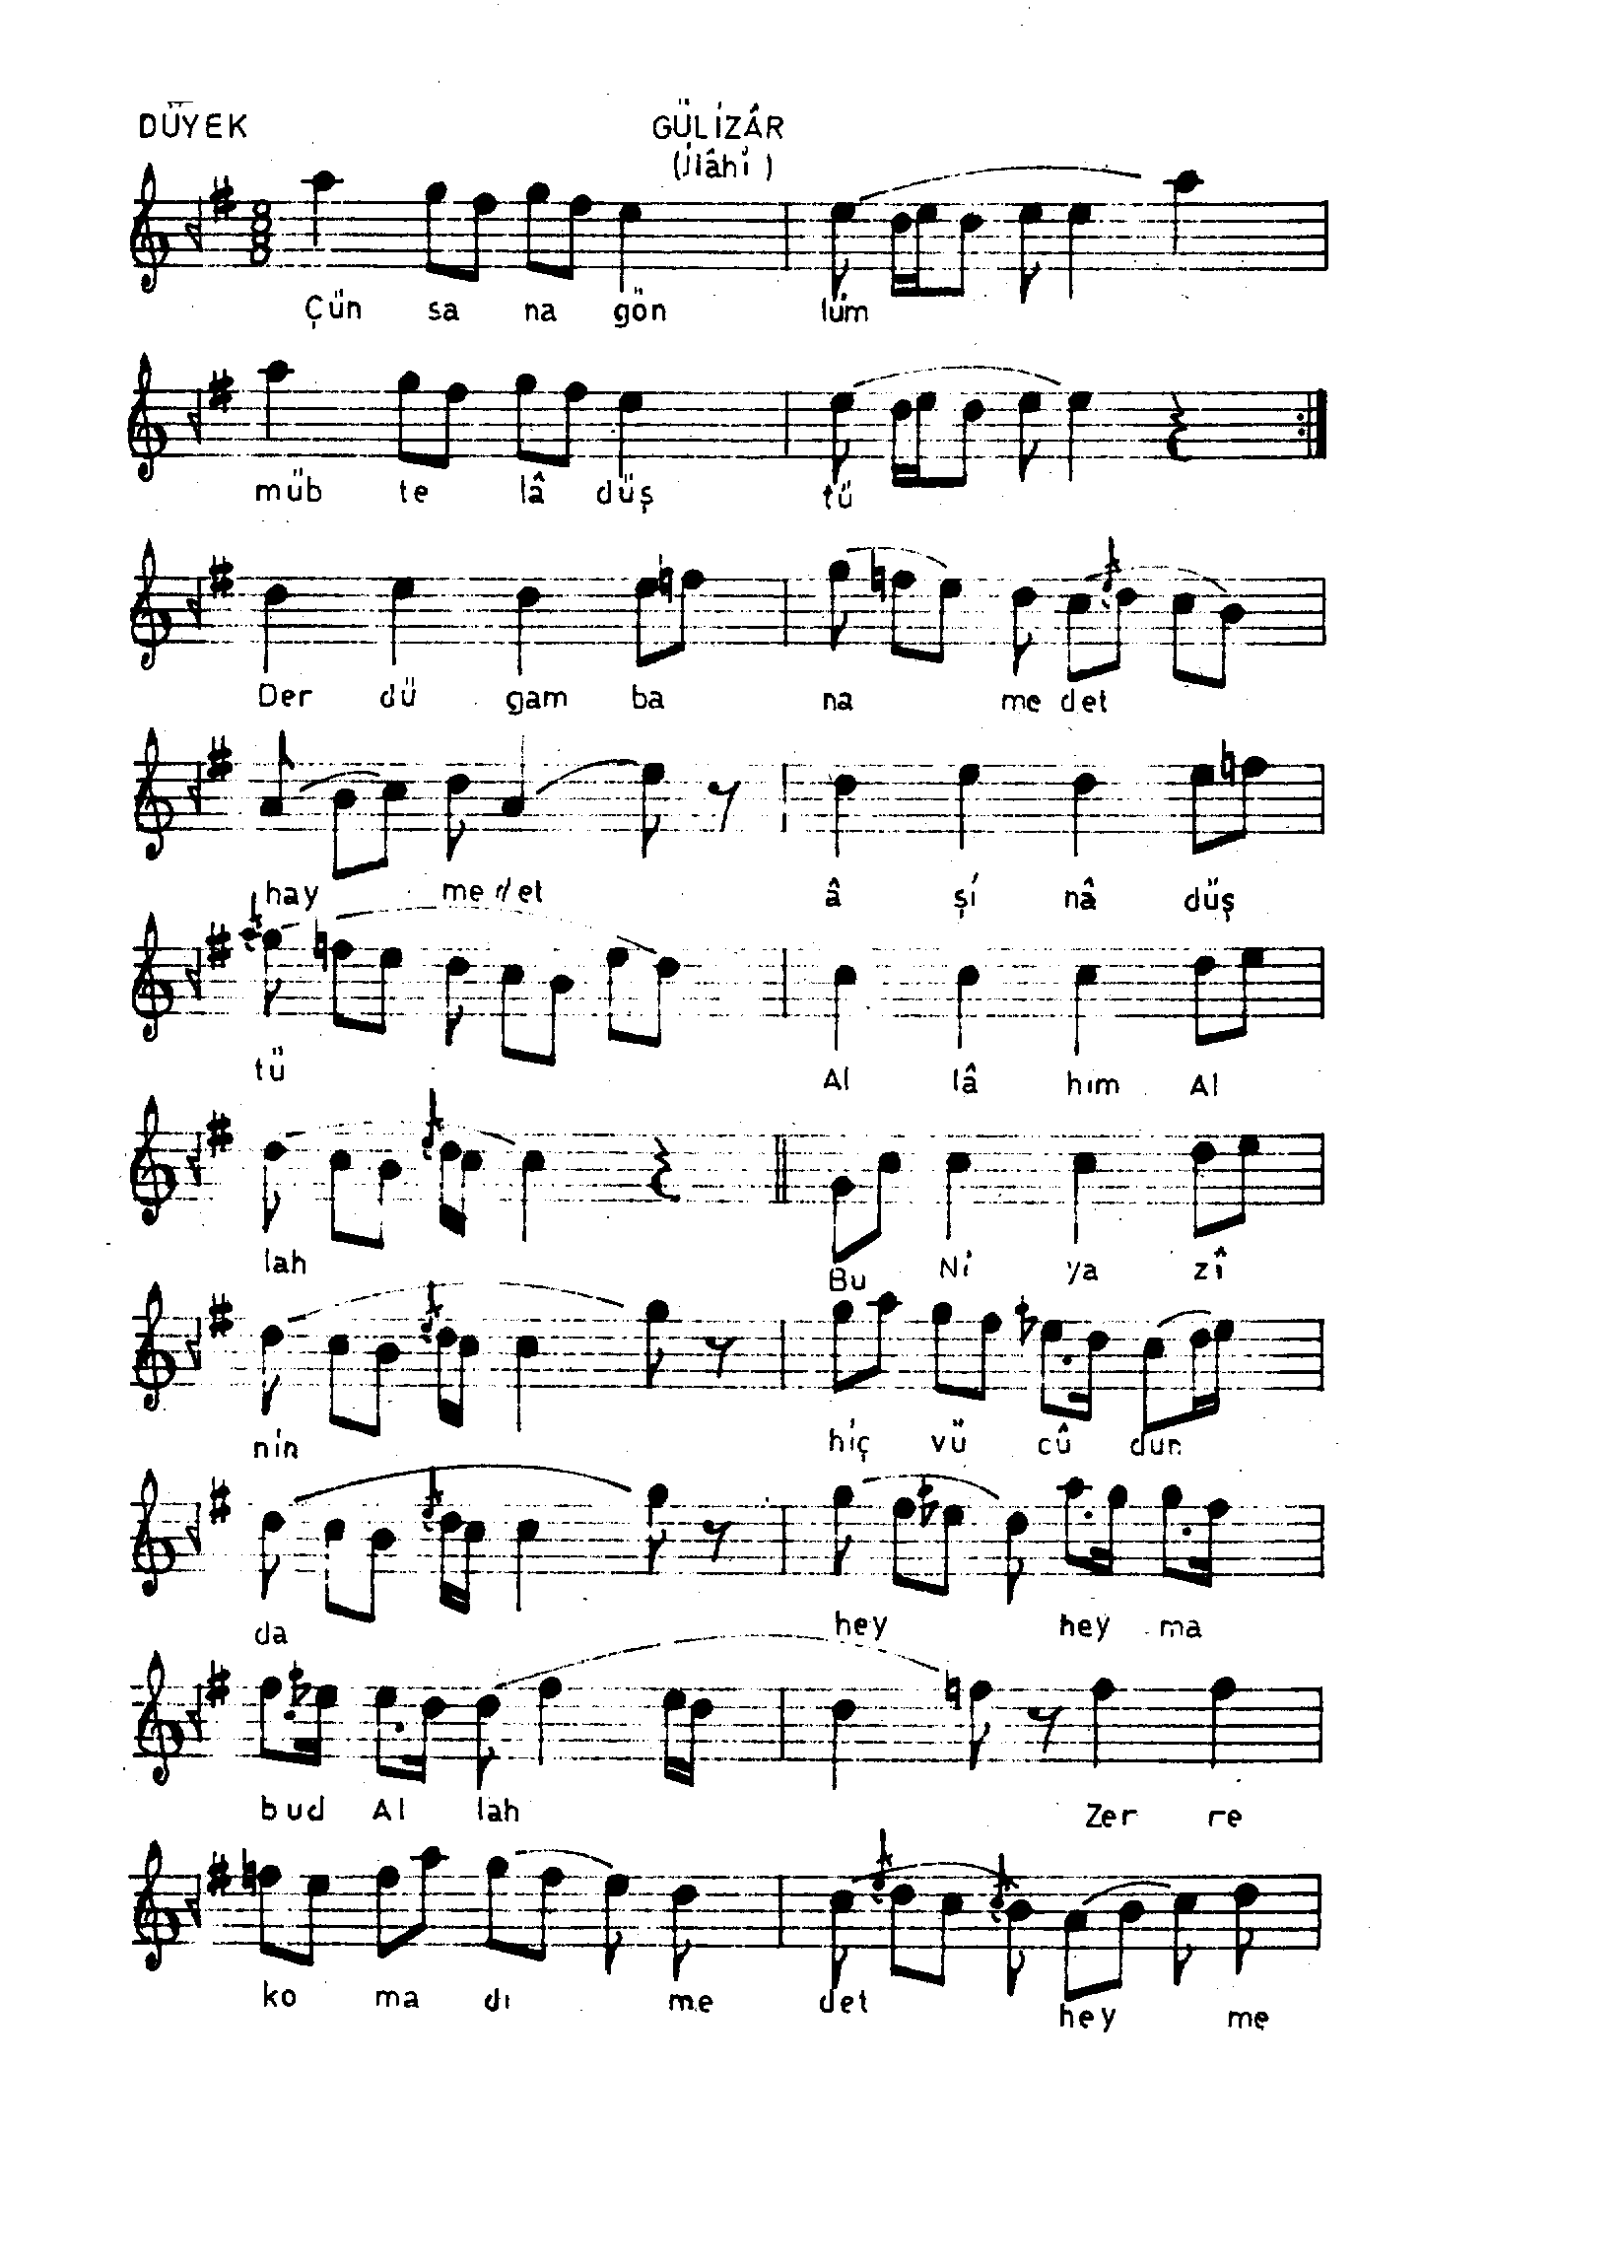 DÜYEK GÜLİZÂR
(İlâhi)
Çün sa na gön lüm
müb te lâ düş tü
Der dü gam ba na me det
hay me det â şi nâ düş
tü Al lâ hım Al
lah Bu Ni ya zî
nin hiç vü cû dun
da hey hey ma
bud Al lah Zer re
ko ma dı me det hey me